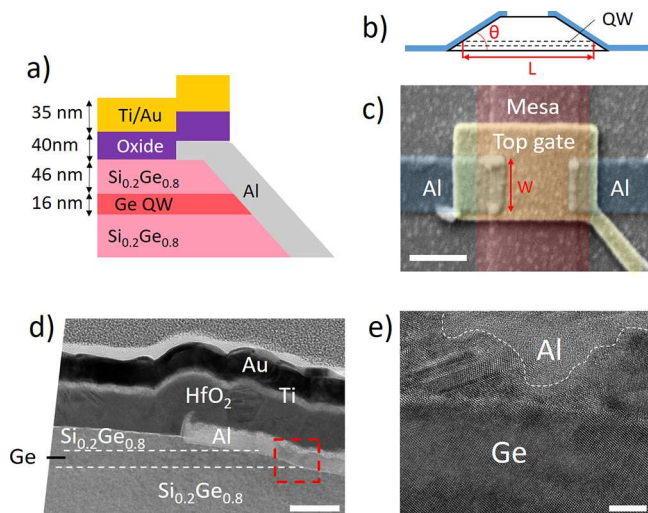 a)
35 nm
Ti/Au
40nm
Oxide
46 nm
Si0.2Ge0.8
16 nm
Ge QW
Si0.2Ge0.8
Al
b)
QW
θ
L
c)
Mesa
Top gate
Al
W
Al
d)
Au
Ti
HfO2
Al
Si0.2Ge0.8
Ge
Si0.2Ge0.8
e)
Al
Ge